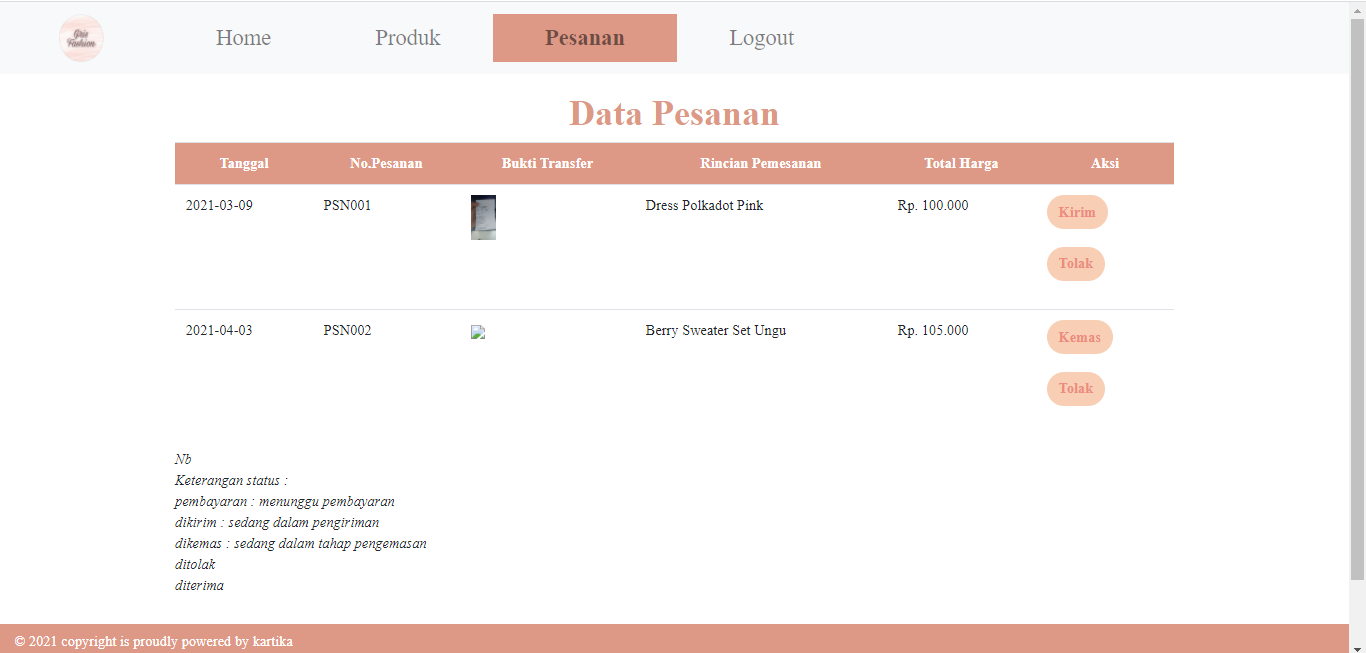 Giis Fashion
Home Produk Pesanan Logout
Data Pesanan
Tanggal No.Pesanan Bukti Transfer Rincian Pemesanan Total Harga Aksi
2021-03-09 PSN001 Dress Polkadot Pink Rp. 100.000 Kirim
Tolak
2021-04-03 PSN002 Berry Sweater Set Ungu Rp. 105.000 Kemas
Tolak
Nb
Keterangan status :
pembayaran : menunggu pembayaran
dikirim : sedang dalam pengiriman
dikemas : sedang dalam tahap pengemasan
ditolak
diterima
© 2021 copyright is proudly powered by kartika